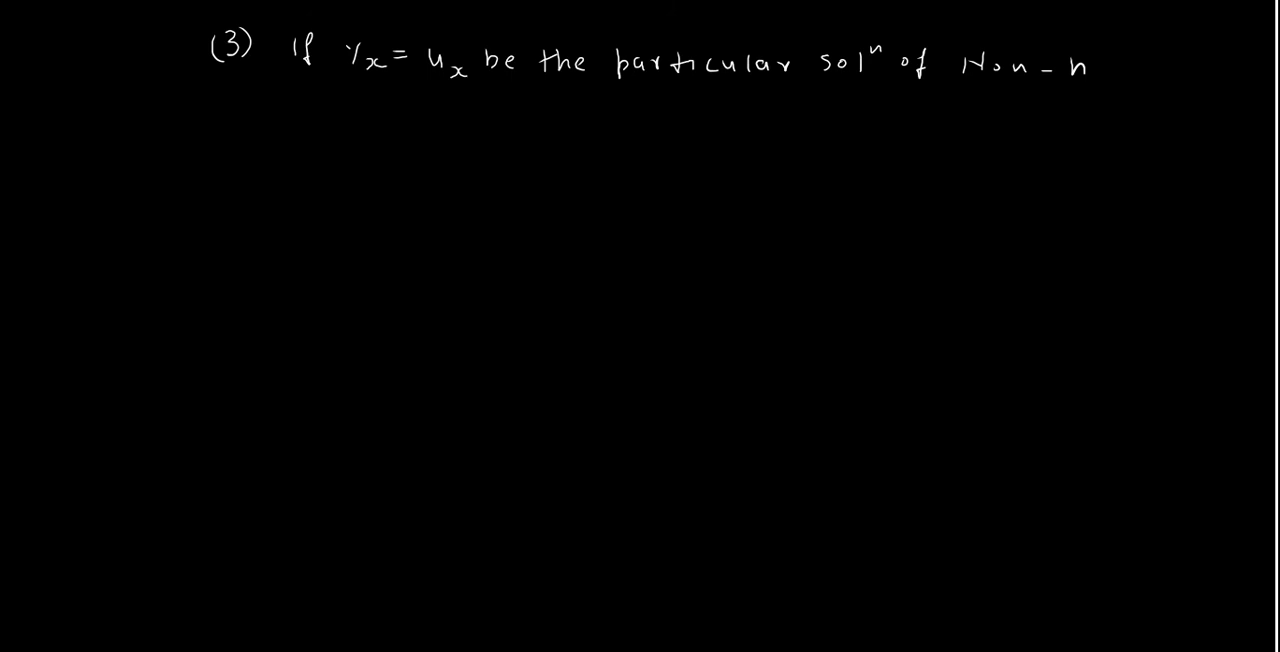 (3) If yₓ = uₓ be the particular solⁿ of Non - h